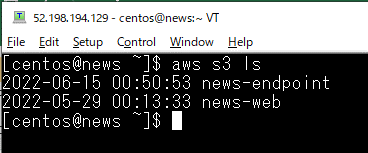 52.198.194.129 - centos@news:~ VT
File Edit Setup Control Window Help
[centos@news ~]$ aws s3 ls
2022-06-15 00:50:53 news-endpoint
2022-05-29 00:13:33 news-web
[centos@news ~]$